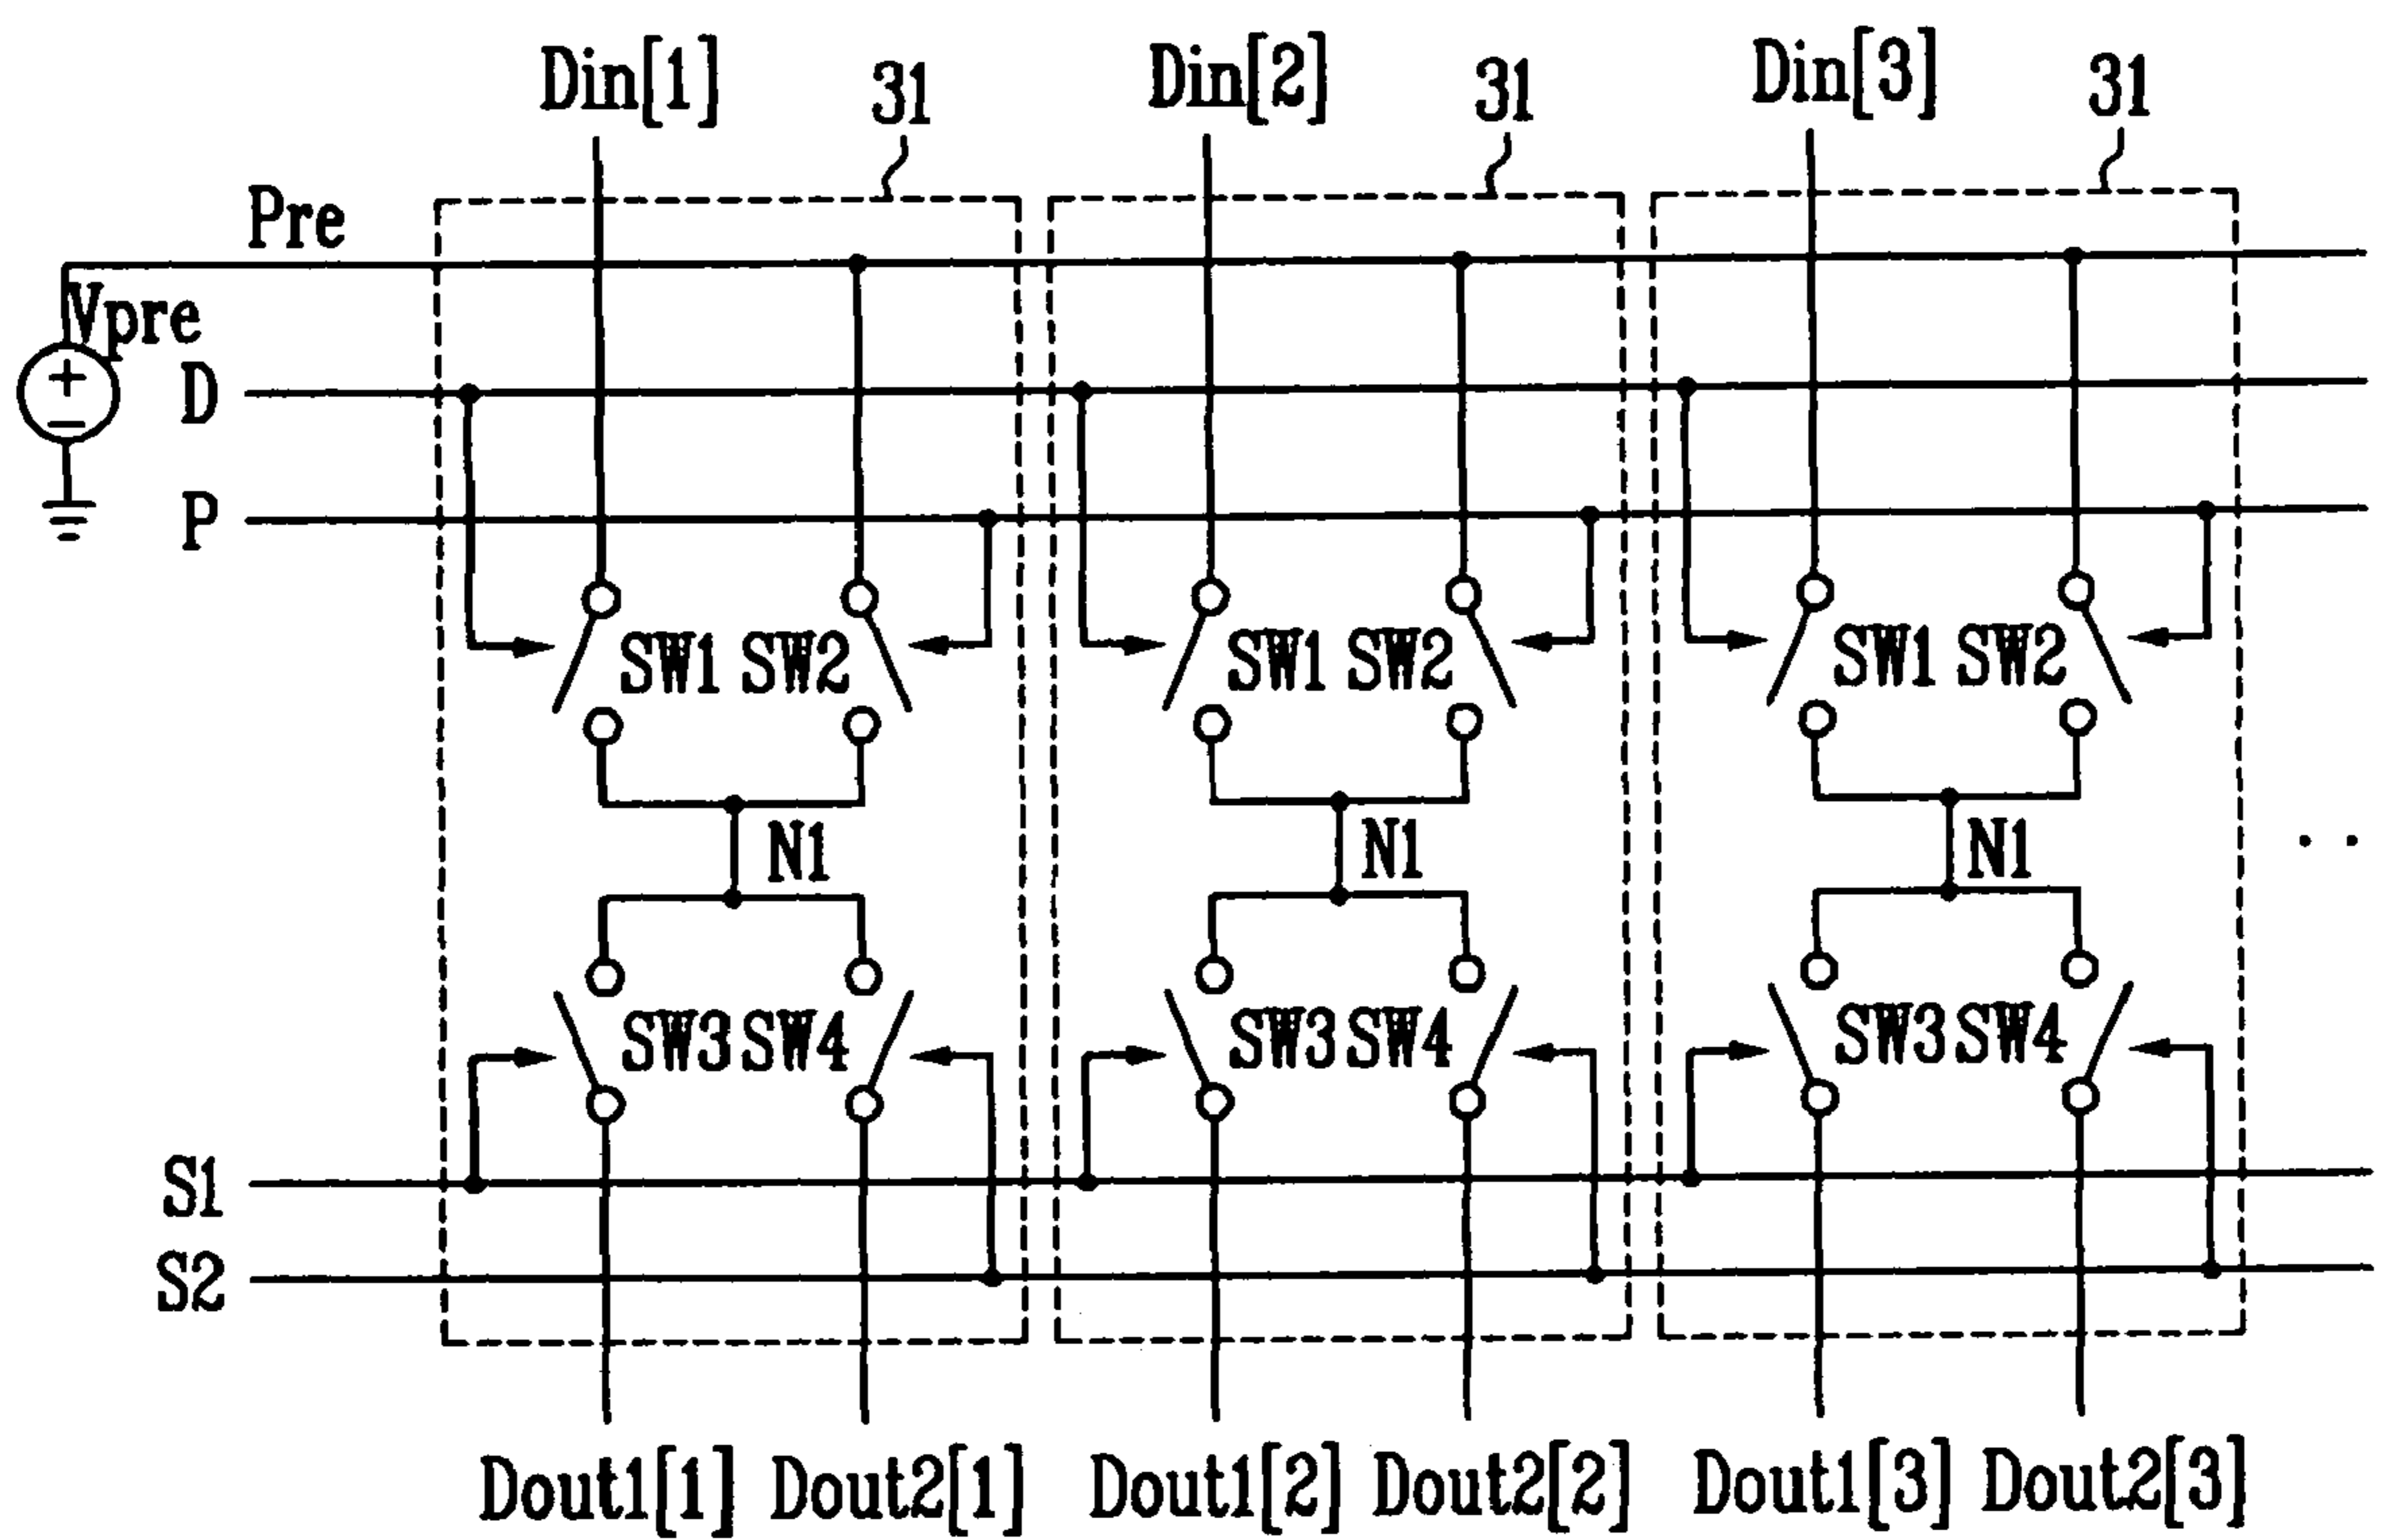 Din[1] 31 Din[2] 31 Din[3] 31
Pre
Vpre
+
−
D
P
SW1 SW2 SW1 SW2 SW1 SW2
N1 N1 N1
. .
SW3 SW4 SW3 SW4 SW3 SW4
S1
S2
Dout1[1] Dout2[1] Dout1[2] Dout2[2] Dout1[3] Dout2[3]